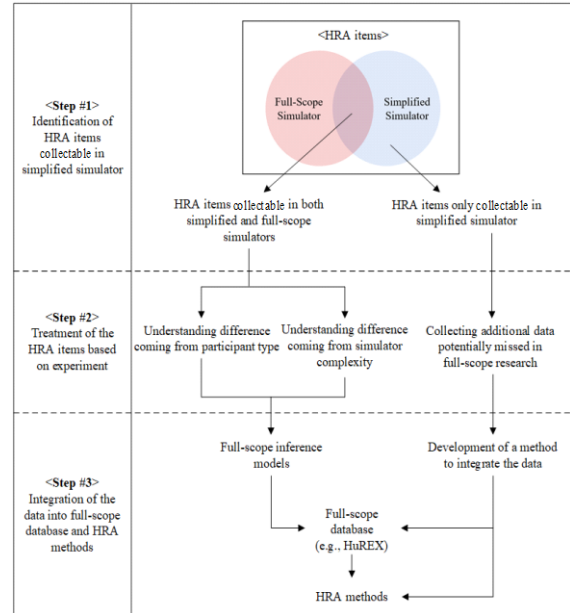 <Step #1>
Identification of
HRA items
collectable in
simplified simulator
<HRA items>
Full-Scope
Simulator
Simplified
Simulator
HRA items collectable in both
simplified and full-scope
simulators
HRA items only collectable in
simplified simulator
<Step #2>
Treatment of the
HRA items based
on experiment
Understanding difference
coming from participant type
Understanding difference
coming from simulator
complexity
Collecting additional data
potentially missed in
full-scope research
<Step #3>
Integration of the
data into full-scope
database and HRA
methods
Full-scope inference
models
Development of a method
to integrate the data
Full-scope
database
(e.g., HuREX)
HRA methods